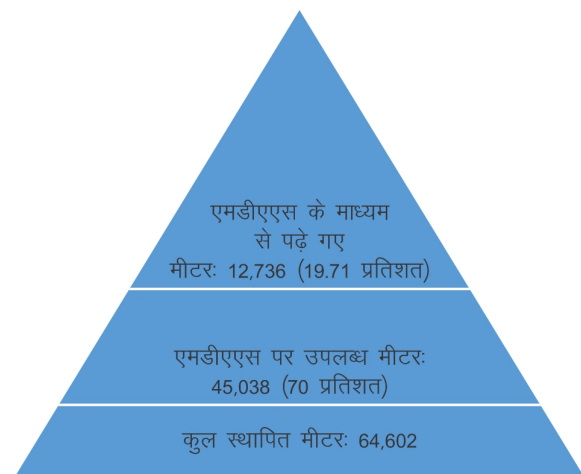 एमडीएएस के माध्यम
से पढ़े गए
मीटरः 12,736 (19.71 प्रतिशत)
एमडीएएस पर उपलब्ध मीटरः
45,038 (70 प्रतिशत)
कुल स्थापित मीटरः 64,602